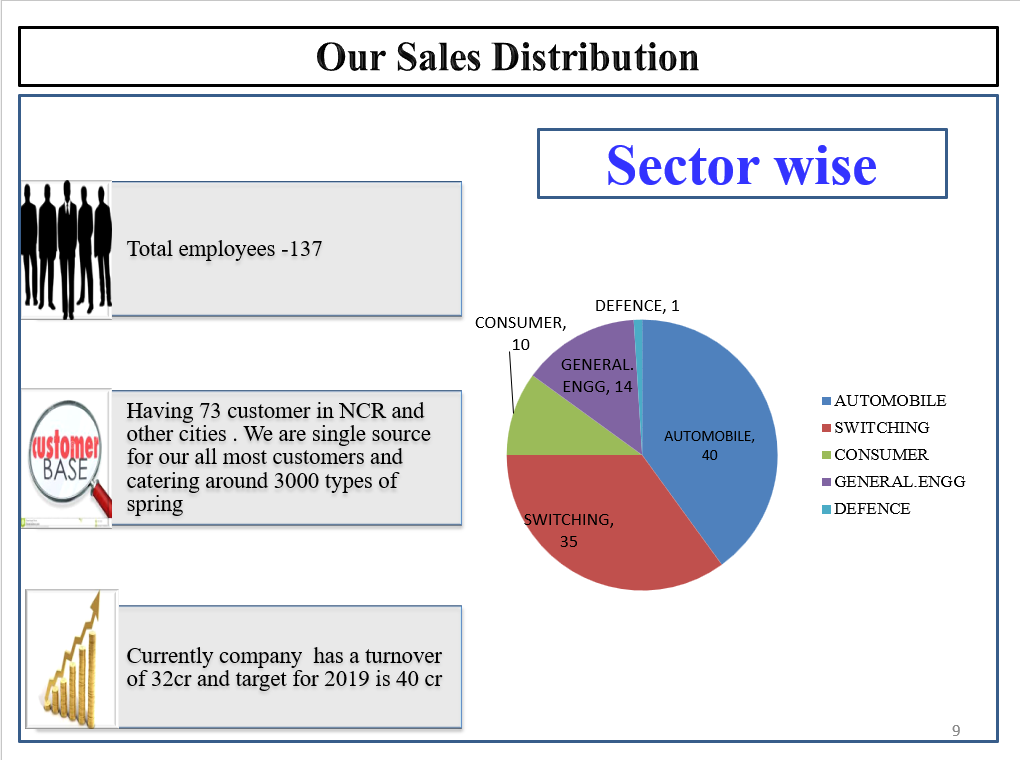 Our Sales Distribution
Sector wise
Total employees -137
customer
BASE
Having 73 customer in NCR and
other cities . We are single source
for our all most customers and
catering around 3000 types of
spring
Currently company  has a turnover
of 32cr and target for 2019 is 40 cr
DEFENCE, 1
CONSUMER,
10
GENERAL.
ENGG, 14
AUTOMOBILE,
40
SWITCHING,
35
AUTOMOBILE
SWITCHING
CONSUMER
GENERAL.ENGG
DEFENCE
9